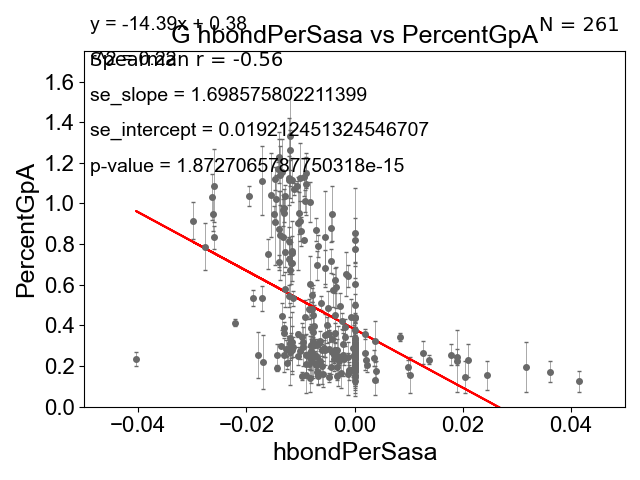 y = -14.39x + 0.38
N = 261
G hbondPerSasa vs PercentGpA
Spearman r = -0.56
se_slope = 1.698575802211399
se_intercept = 0.019212451324546707
p-value = 1.8727065787750318e-15
PercentGpA
1.6
1.4
1.2
1.0
0.8
0.6
0.4
0.2
0.0
−0.04
−0.02
0.00
0.02
0.04
hbondPerSasa